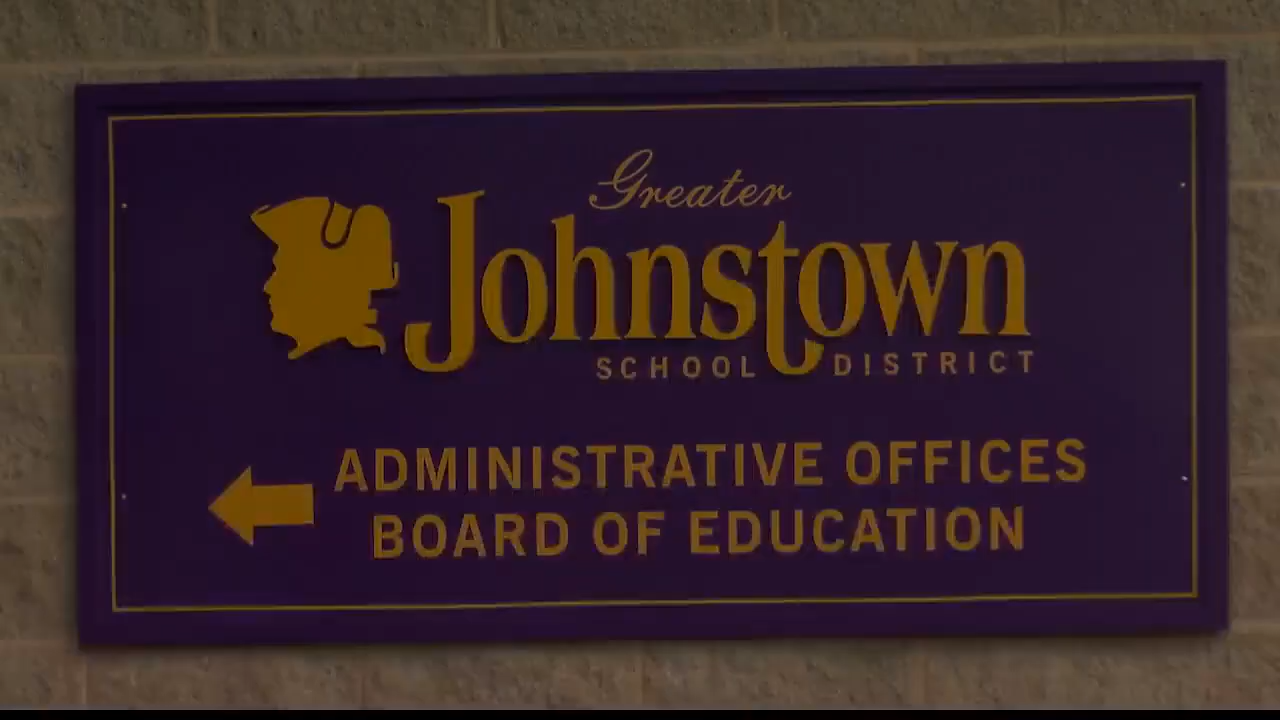 Greater
Johnstown
SCHOOL DISTRICT
ADMINISTRATIVE OFFICES
BOARD OF EDUCATION